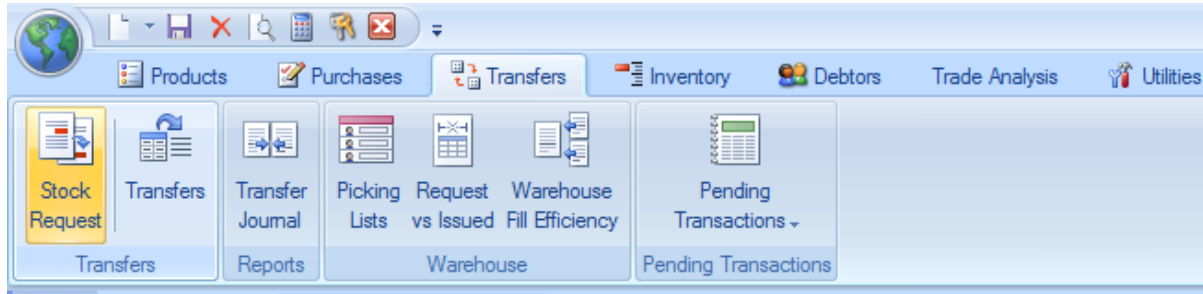 Products Purchases Transfers Inventory Debtors Trade Analysis Utilities
Stock Transfers Transfer Picking Request Warehouse Pending
Request Journal Lists vs Issued Fill Efficiency Transactions
Transfers Reports Warehouse Pending Transactions